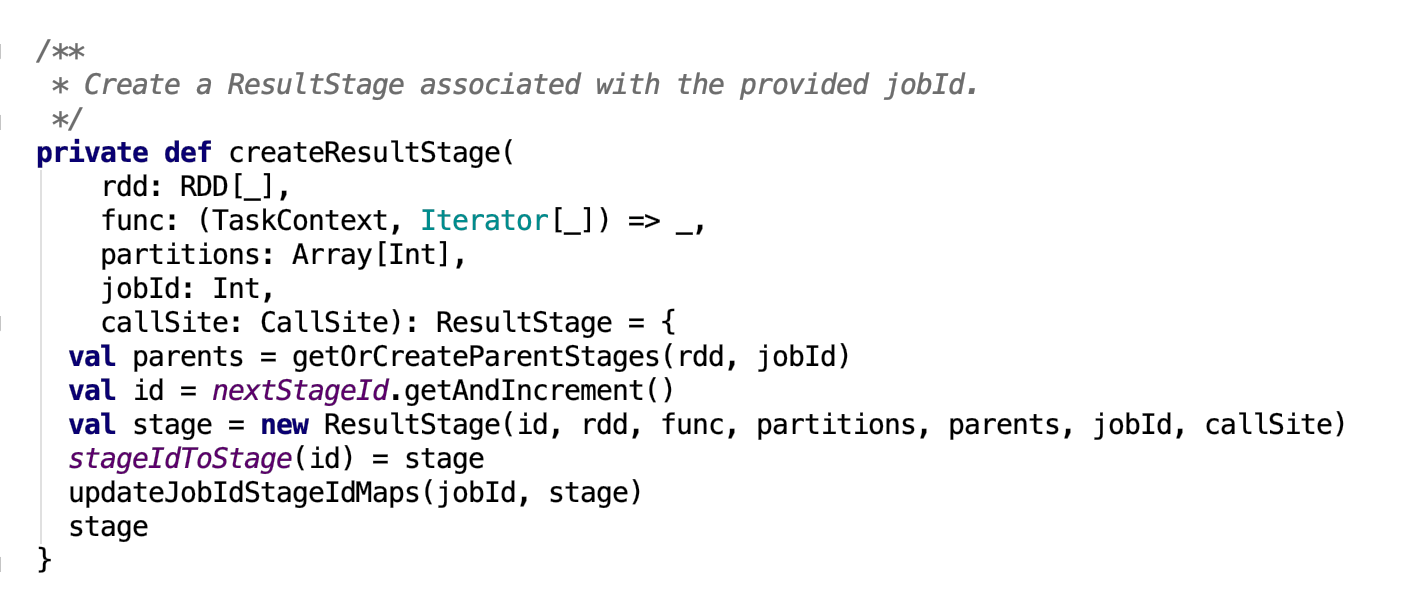 /**
 * Create a ResultStage associated with the provided jobId.
 */
private def createResultStage(
    rdd: RDD[_],
    func: (TaskContext, Iterator[_]) => _,
    partitions: Array[Int],
    jobId: Int,
    callSite: CallSite): ResultStage = {
  val parents = getOrCreateParentStages(rdd, jobId)
  val id = nextStageId.getAndIncrement()
  val stage = new ResultStage(id, rdd, func, partitions, parents, jobId, callSite)
  stageIdToStage(id) = stage
  updateJobIdStageIdMaps(jobId, stage)
  stage
}